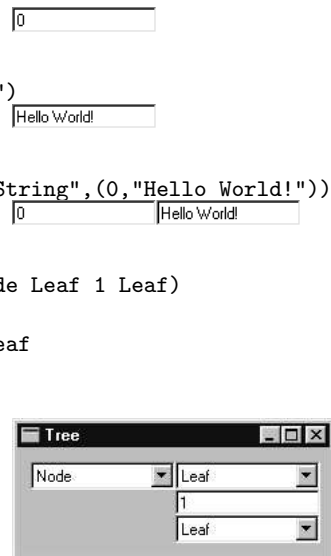 0
")
Hello World!
String",(0,"Hello World!"))
0 Hello World!
de Leaf 1 Leaf)
eaf
Tree
Node Leaf
1
Leaf